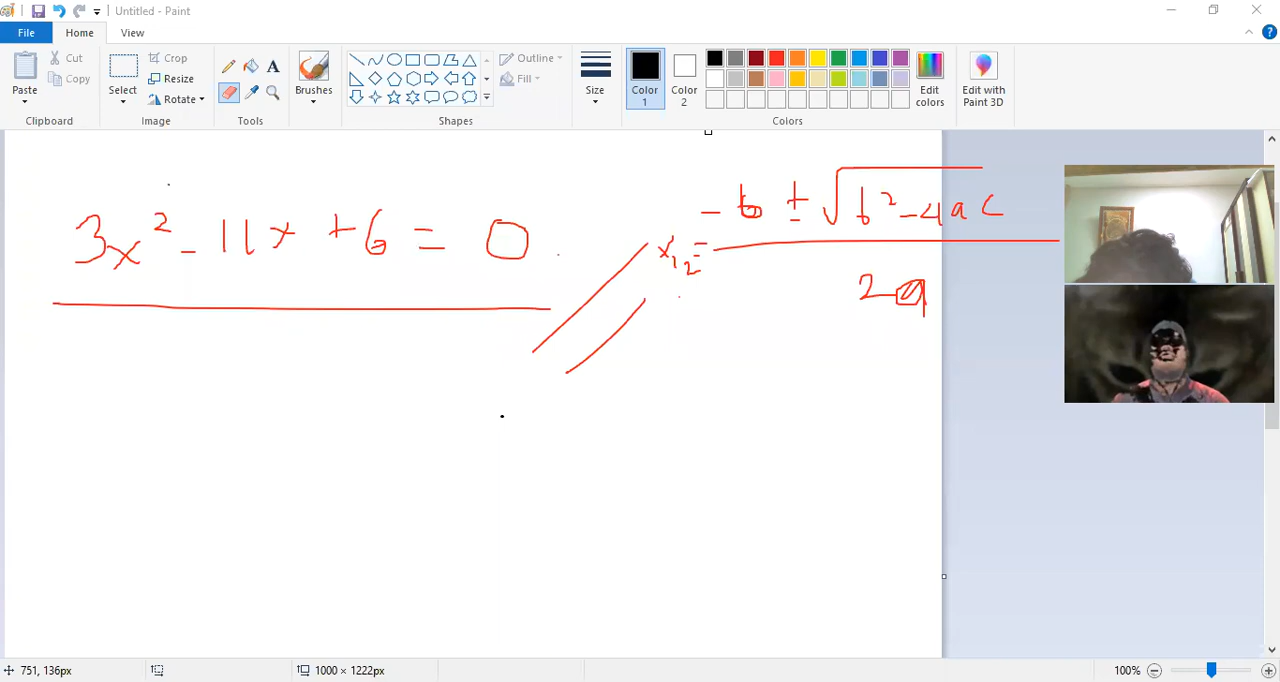 Untitled - Paint
File Home View
Paste
Cut
Copy
Clipboard
Select
Crop
Resize
Rotate
Image
A
Tools
Brushes
Shapes
Outline
Fill
Size
Color 1
Color 2
Edit colors
Colors
Edit with Paint 3D
3x² - 11x + 6 = 0
x₁,₂ = -b ± √b² - 4ac
2a
751, 136px
1000 × 1222px
100%